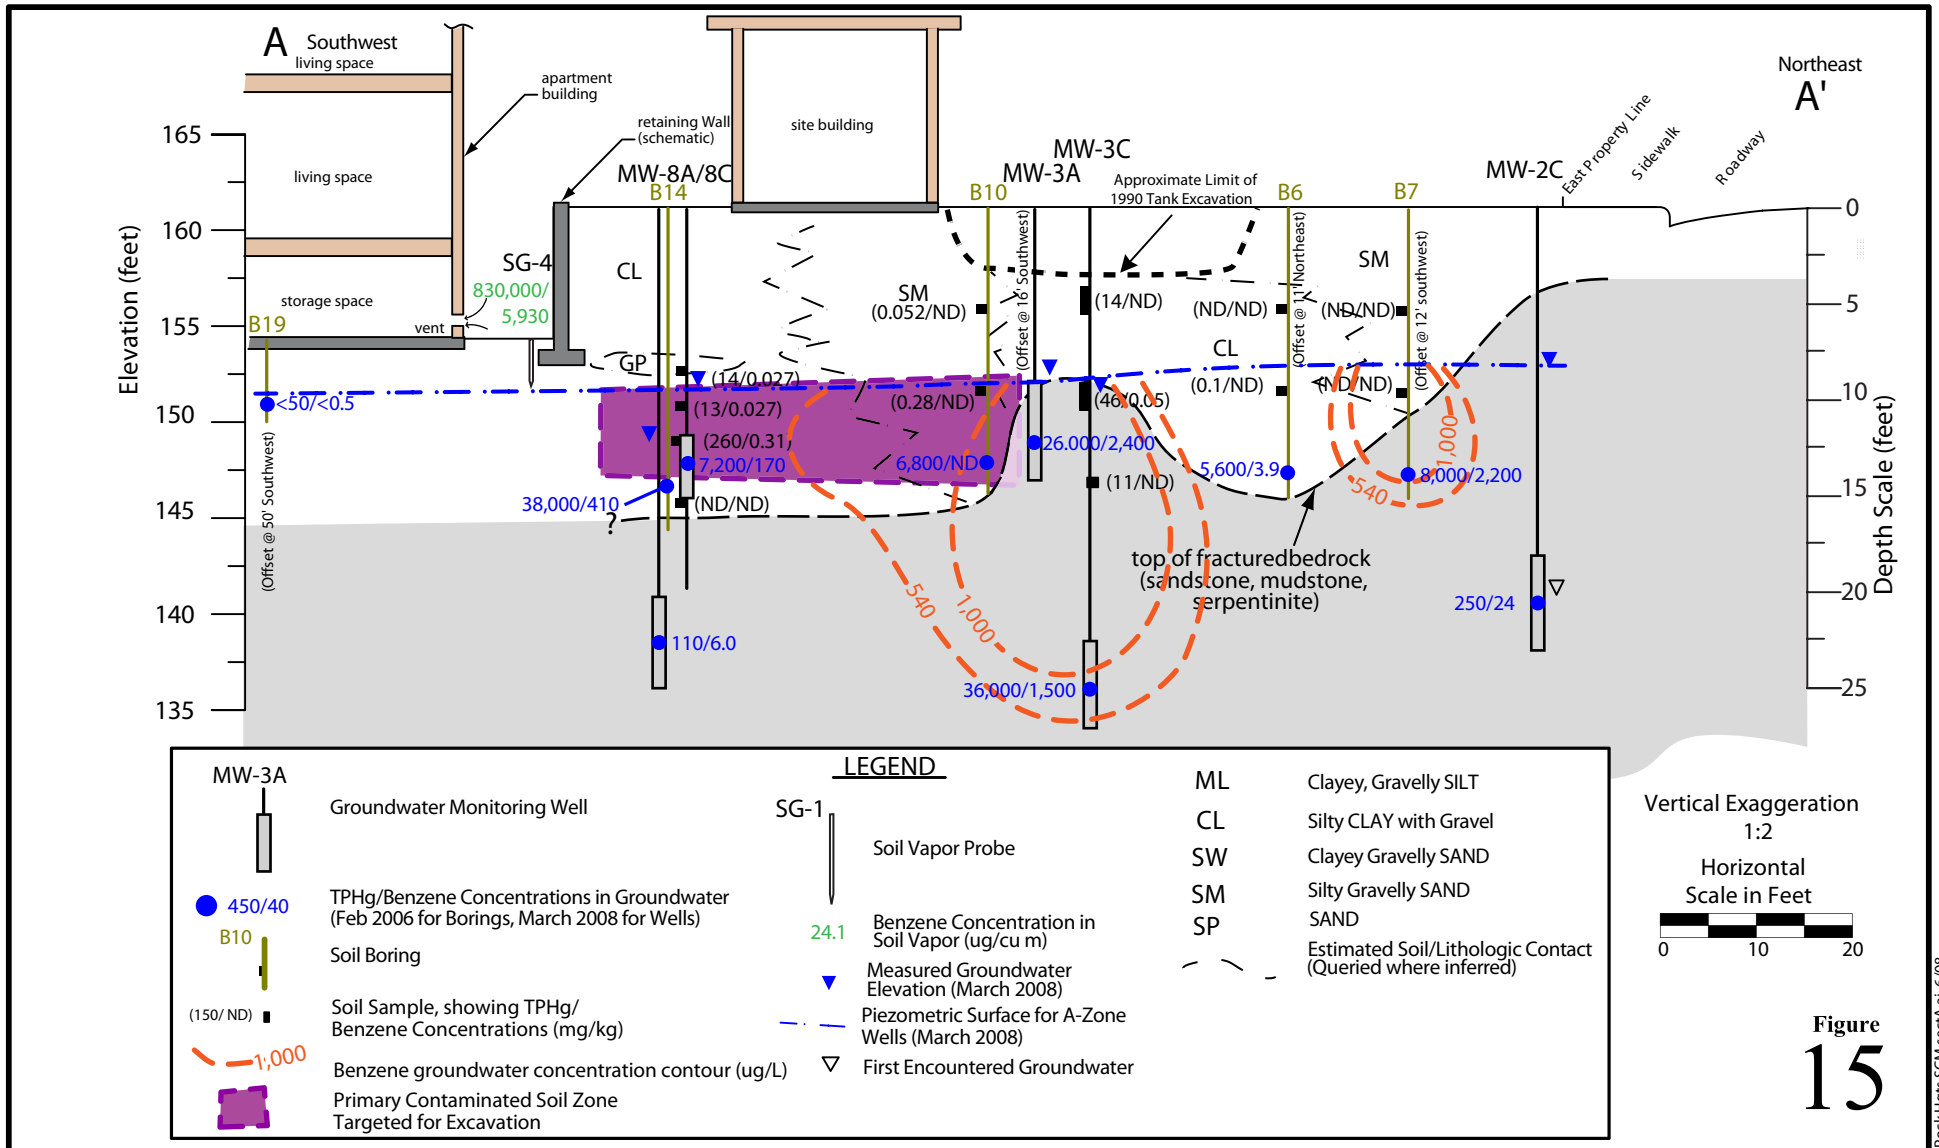 A
Southwest
living space
apartment
building
retaining Wall
(schematic)
site building
living space
storage space
vent
Northeast
A'
East Property Line
Sidewalk
Roadway
Elevation (feet)
165
160
155
150
145
140
135
Depth Scale (feet)
0
5
10
15
20
25
MW-8A/8C
B14
B10
MW-3C
MW-3A
Approximate Limit of
1990 Tank Excavation
B6
B7
MW-2C
SG-4
830,000/
5,930
B19
<50/<0.5
(Offset @ 50' Southwest)
CL
GP
(14/0.027)
(13/0.027)
(260/0.31)
7,200/170
38,000/410
(ND/ND)
?
110/6.0
SM
(0.052/ND)
(0.28/ND)
6,800/ND
(Offset @ 16' Southwest)
(14/ND)
(46/0.05)
26.000/2,400
(11/ND)
36,000/1,500
540
1,000
(ND/ND)
CL
(0.1/ND)
5,600/3.9
(Offset @ 11' Northeast)
SM
(ND/ND)
(ND/ND)
(Offset @ 12' southwest)
1,000
540
8,000/2,200
top of fracturedbedrock
(sandstone, mudstone,
serpentinite)
250/24
LEGEND
MW-3A
Groundwater Monitoring Well
450/40
TPHg/Benzene Concentrations in Groundwater
(Feb 2006 for Borings, March 2008 for Wells)
B10
Soil Boring
(150/ ND)
Soil Sample, showing TPHg/
Benzene Concentrations (mg/kg)
1,000
Benzene groundwater concentration contour (ug/L)
Primary Contaminated Soil Zone
Targeted for Excavation
SG-1
Soil Vapor Probe
24.1
Benzene Concentration in
Soil Vapor (ug/cu m)
Measured Groundwater
Elevation (March 2008)
Piezometric Surface for A-Zone
Wells (March 2008)
First Encountered Groundwater
ML
Clayey, Gravelly SILT
CL
Silty CLAY with Gravel
SW
Clayey Gravelly SAND
SM
Silty Gravelly SAND
SP
SAND
Estimated Soil/Lithologic Contact
(Queried where inferred)
Vertical Exaggeration
1:2
Horizontal
Scale in Feet
0
10
20
Figure
15